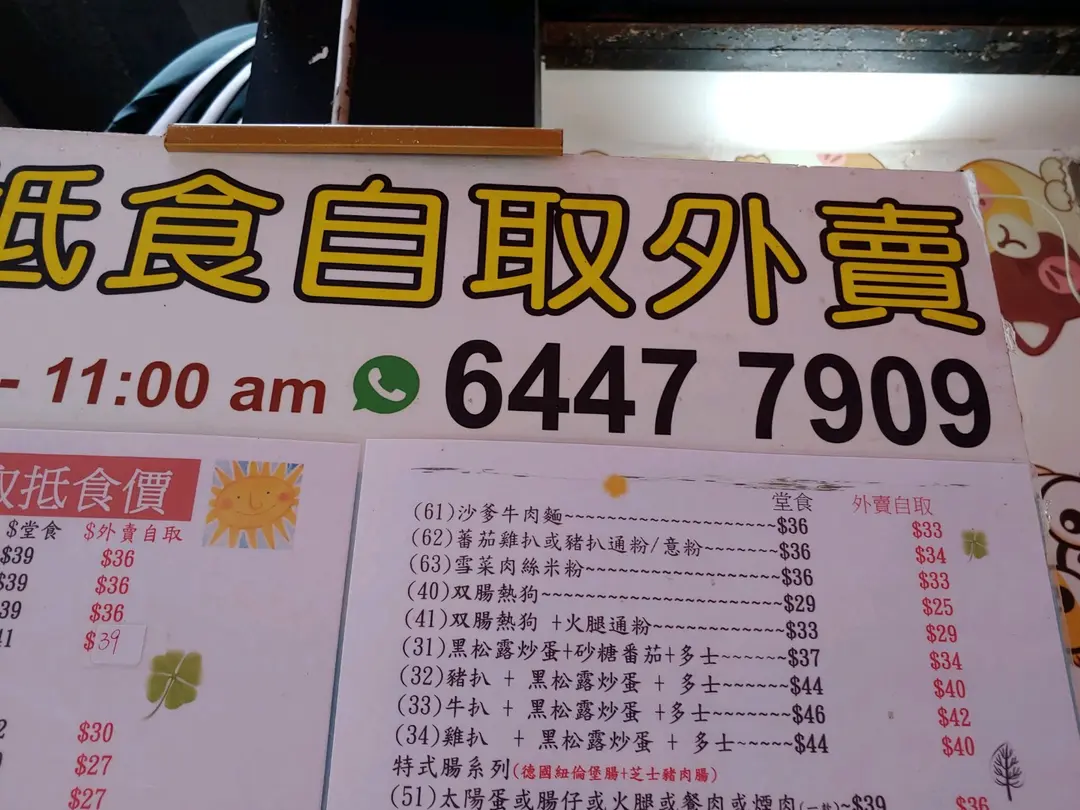 抵食自取外賣
- 11:00 am 6447 7909
取抵食價
$堂食 $外賣自取
$39 $36
$39 $36
$39 $36
$39
$30
$27
$27
堂食 外賣自取
(61)沙爹牛肉麵~~~~~~~~~~~~~~~~~~~~$36 $33
(62)蕃茄雞扒或豬扒通粉/意粉~~~~~~~$36 $34
(63)雪菜肉絲米粉~~~~~~~~~~~~~~~~~~$36 $33
(40)双腸熱狗~~~~~~~~~~~~~~~~~~~~~~$29 $25
(41)双腸熱狗 +火腿通粉~~~~~~~~~~~~$33 $29
(31)黑松露炒蛋+砂糖番茄+多士~~~~~~$37 $34
(32)豬扒 + 黑松露炒蛋 + 多士~~~~~~$44 $40
(33)牛扒 + 黑松露炒蛋 +多士~~~~~~~$46 $42
(34)雞扒 + 黑松露炒蛋 + 多士~~~~~$44 $40
特式腸系列(德國紐倫堡腸+芝士豬肉腸)
(51)太陽蛋或腸仔或火腿或餐肉或煙肉~$39 $36